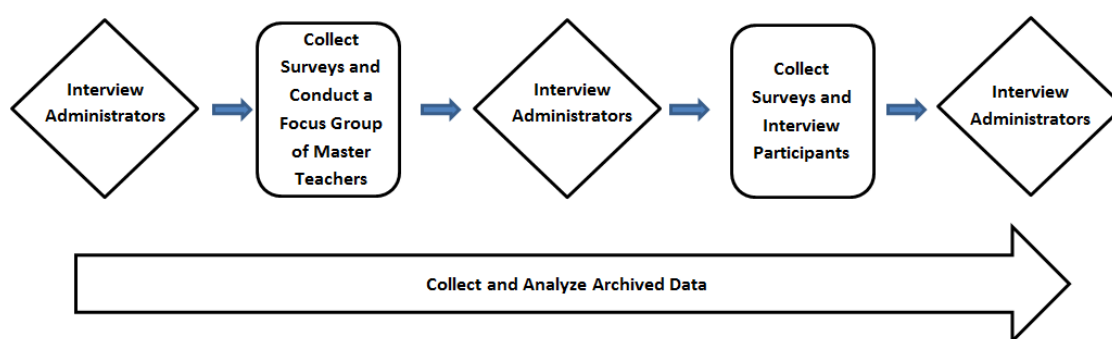 Interview
Administrators
Collect
Surveys and
Conduct a
Focus Group
of Master
Teachers
Interview
Administrators
Collect
Surveys and
Interview
Participants
Interview
Administrators
Collect and Analyze Archived Data